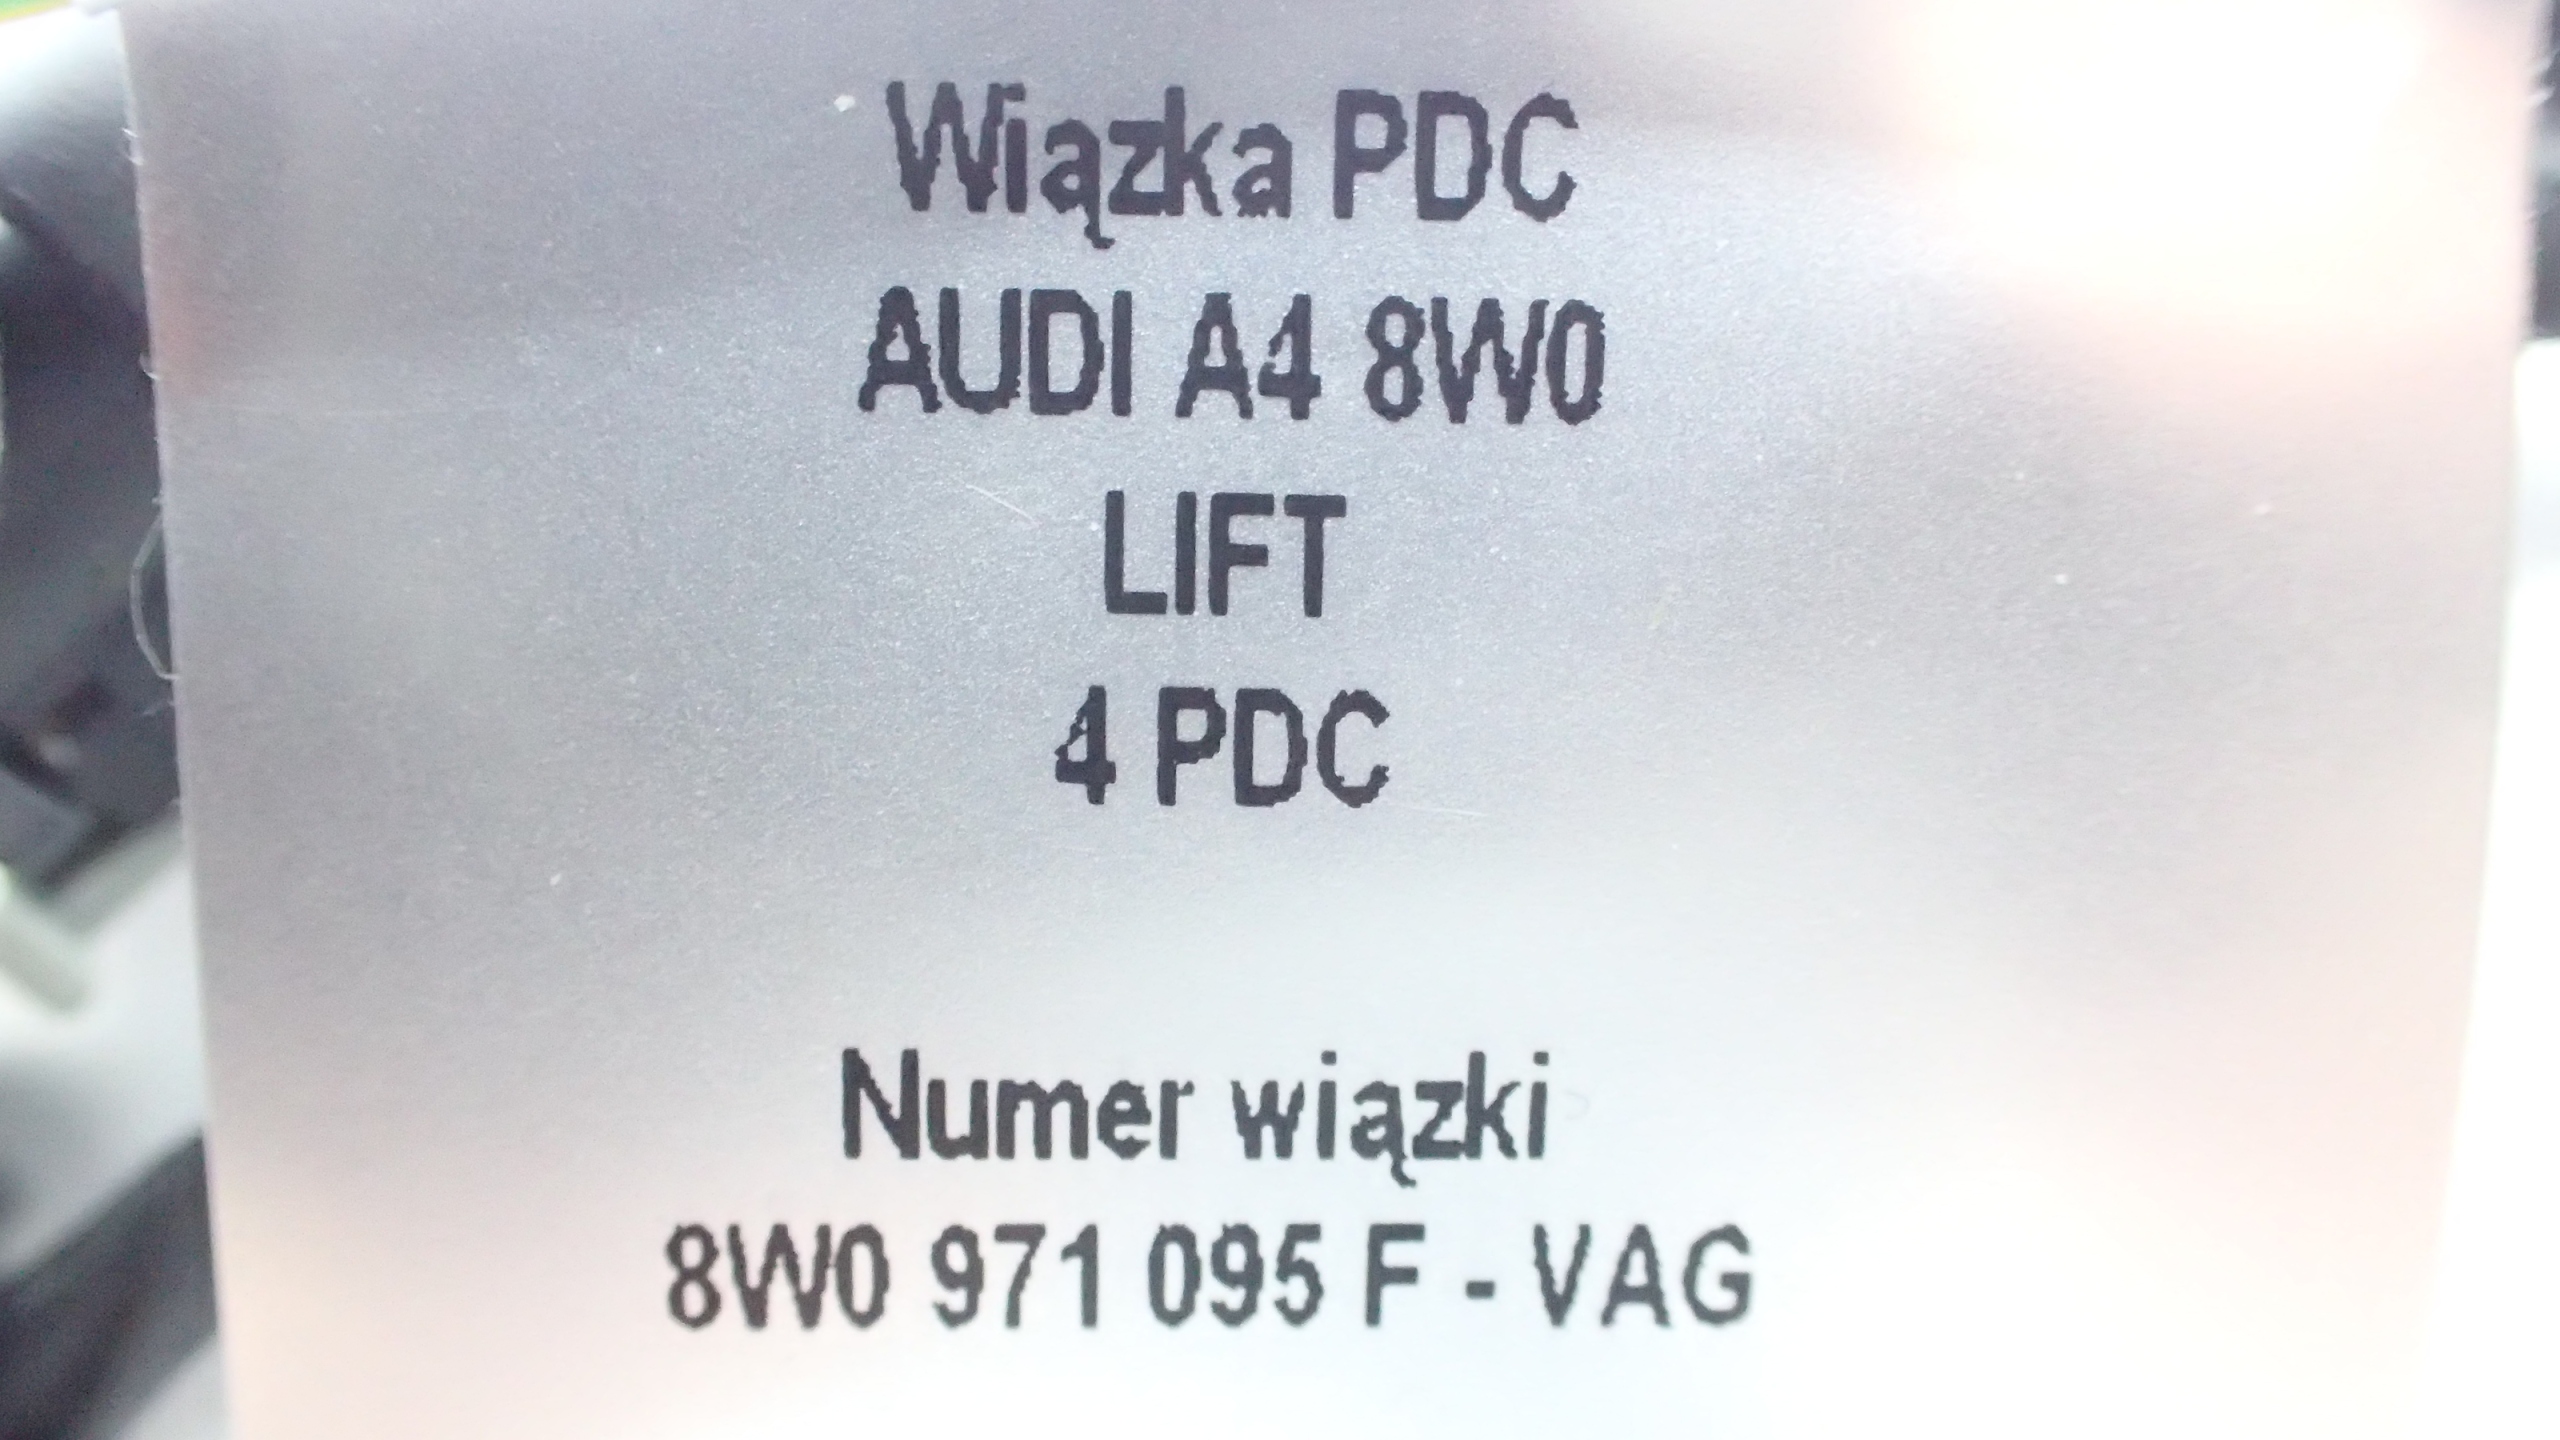 Wiązka PDC
AUDI A4 8W0
LIFT
4 PDC
Numer wiązki
8W0 971 095 F - VAG